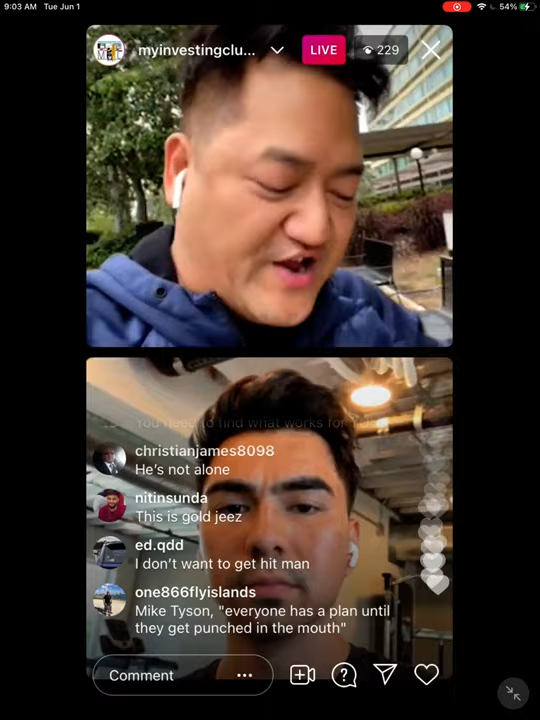 9:03 AM Tue Jun 1
54%
myinvestingclu...
LIVE
229
You need to find what works for
christianjames8098
He's not alone
nitinsunda
This is gold jeez
ed.qdd
I don't want to get hit man
one866flyislands
Mike Tyson, "everyone has a plan until
they get punched in the mouth"
Comment